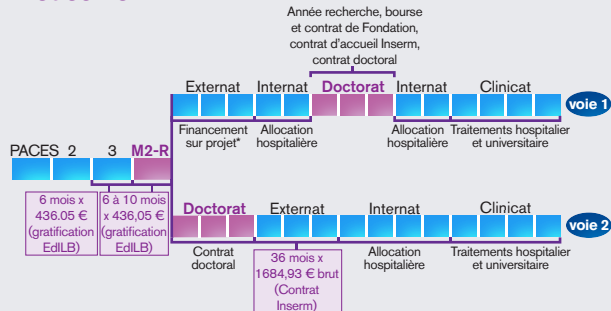 Année recherche, bourse
et contrat de Fondation,
contrat d'accueil Inserm,
contrat doctoral
Externat Internat Doctorat Internat Clinicat
voie 1
Financement
sur projet*
Allocation
hospitalière
Allocation
hospitalière
Traitements hospitalier
et universitaire
PACES 2 3 M2-R
6 mois x
436.05 €
(gratification
EdILB)
6 à 10 mois
x 436,05 €
(gratification
EdILB)
Doctorat Externat Internat Clinicat
voie 2
Contrat
doctoral
36 mois x
1684,93 € brut
(Contrat
Inserm)
Allocation
hospitalière
Traitements hospitalier
et universitaire